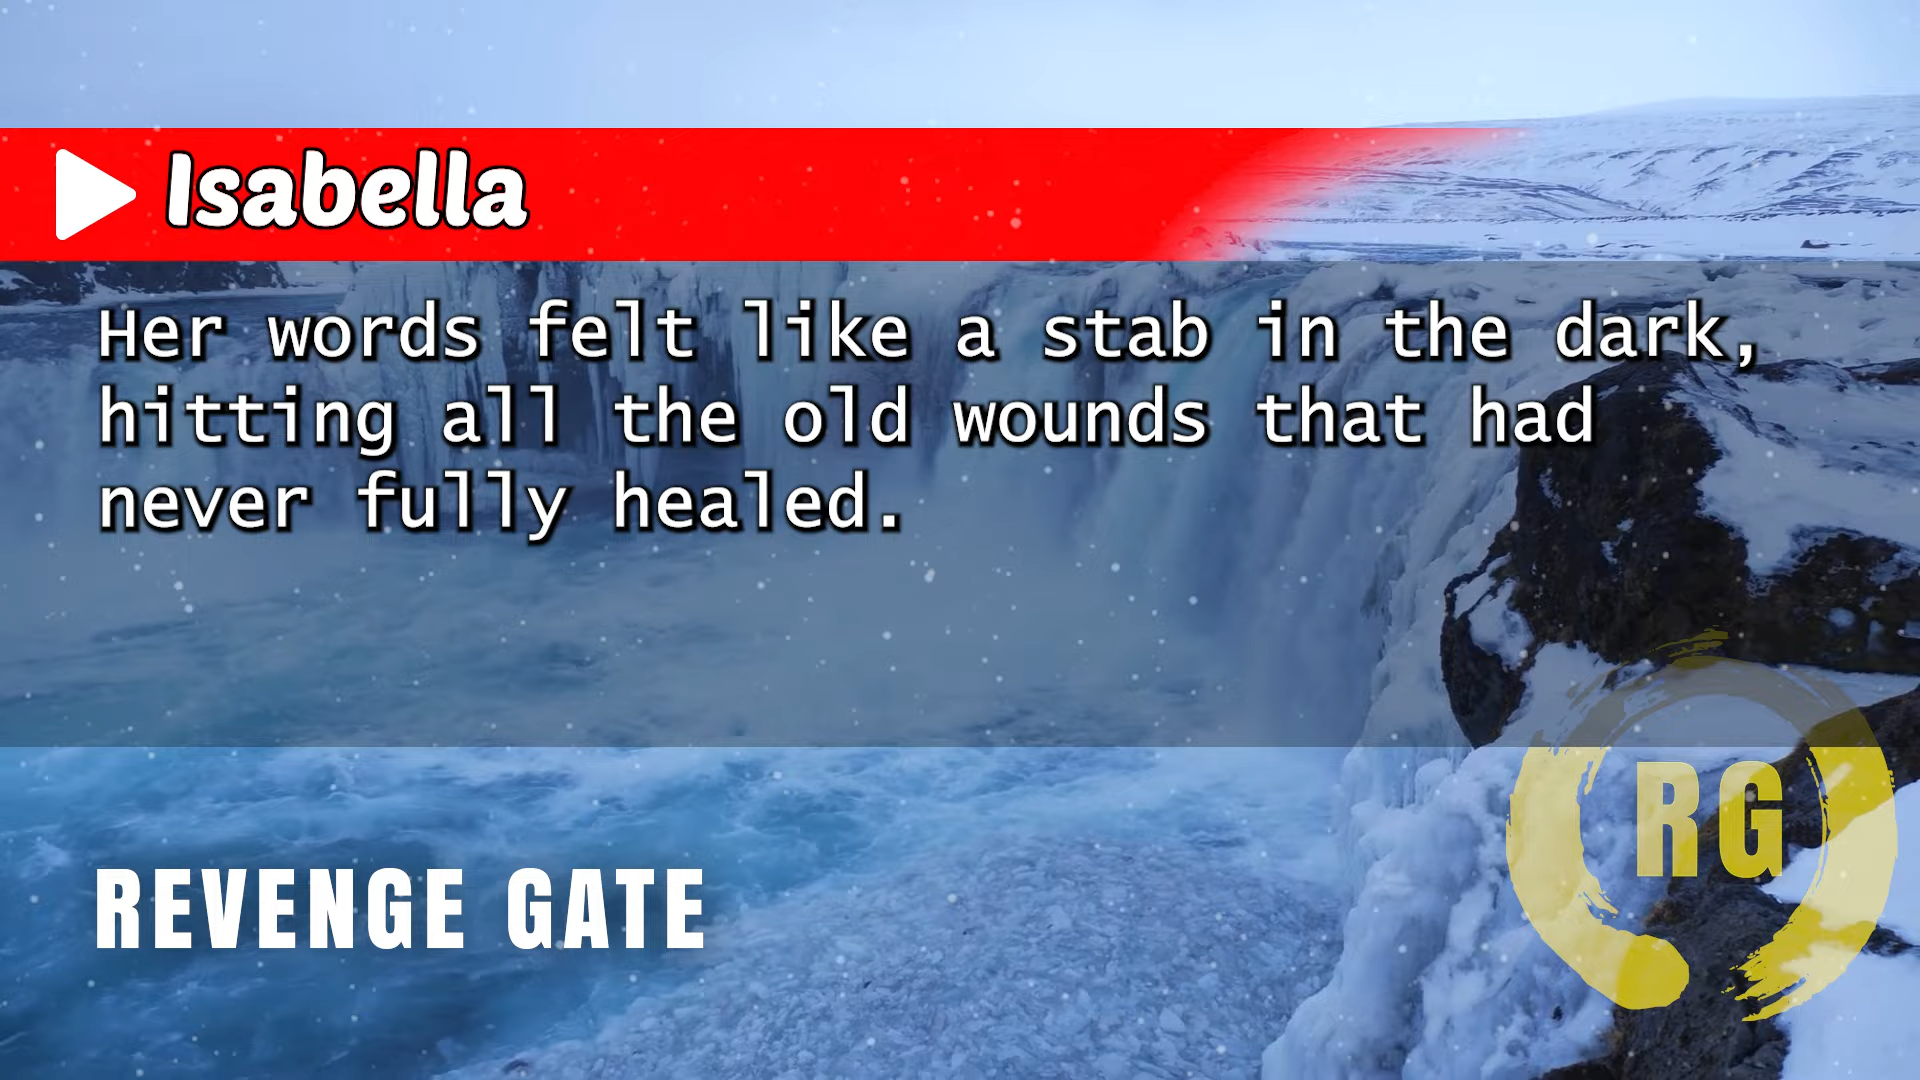 Isabella
Her words felt like a stab in the dark,
hitting all the old wounds that had
never fully healed.
RG
REVENGE GATE